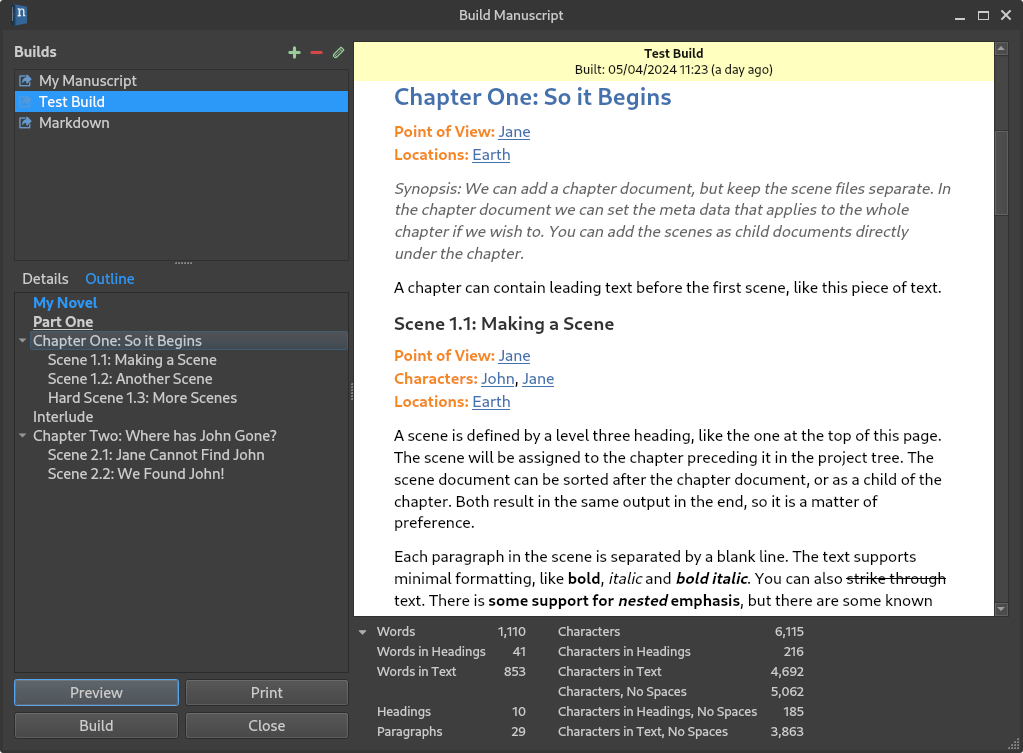 n
Build Manuscript
Builds
My Manuscript
Test Build
Markdown
Details Outline
My Novel
Part One
Chapter One: So it Begins
Scene 1.1: Making a Scene
Scene 1.2: Another Scene
Hard Scene 1.3: More Scenes
Interlude
Chapter Two: Where has John Gone?
Scene 2.1: Jane Cannot Find John
Scene 2.2: We Found John!
Preview Print
Build Close
Test Build
Built: 05/04/2024 11:23 (a day ago)
Chapter One: So it Begins
Point of View: Jane
Locations: Earth
Synopsis: We can add a chapter document, but keep the scene files separate. In
the chapter document we can set the meta data that applies to the whole
chapter if we wish to. You can add the scenes as child documents directly
under the chapter.
A chapter can contain leading text before the first scene, like this piece of text.
Scene 1.1: Making a Scene
Point of View: Jane
Characters: John, Jane
Locations: Earth
A scene is defined by a level three heading, like the one at the top of this page.
The scene will be assigned to the chapter preceding it in the project tree. The
scene document can be sorted after the chapter document, or as a child of the
chapter. Both result in the same output in the end, so it is a matter of
preference.
Each paragraph in the scene is separated by a blank line. The text supports
minimal formatting, like bold, italic and bold italic. You can also strike through
text. There is some support for nested emphasis, but there are some known
Words 1,110 Characters 6,115
Words in Headings 41 Characters in Headings 216
Words in Text 853 Characters in Text 4,692
Characters, No Spaces 5,062
Headings 10 Characters in Headings, No Spaces 185
Paragraphs 29 Characters in Text, No Spaces 3,863